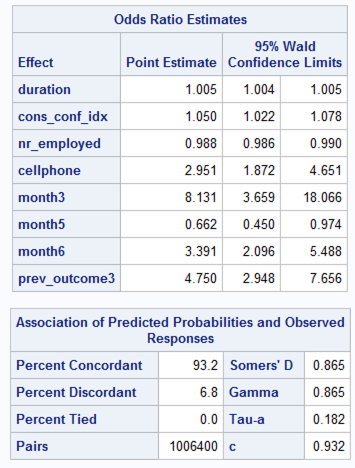 Odds Ratio Estimates
Effect Point Estimate 95% Wald Confidence Limits
duration 1.005 1.004 1.005
cons_conf_idx 1.050 1.022 1.078
nr_employed 0.988 0.986 0.990
cellphone 2.951 1.872 4.651
month3 8.131 3.659 18.066
month5 0.662 0.450 0.974
month6 3.391 2.096 5.488
prev_outcome3 4.750 2.948 7.656
Association of Predicted Probabilities and Observed
Responses
Percent Concordant 93.2 Somers' D 0.865
Percent Discordant 6.8 Gamma 0.865
Percent Tied 0.0 Tau-a 0.182
Pairs 1006400 c 0.932